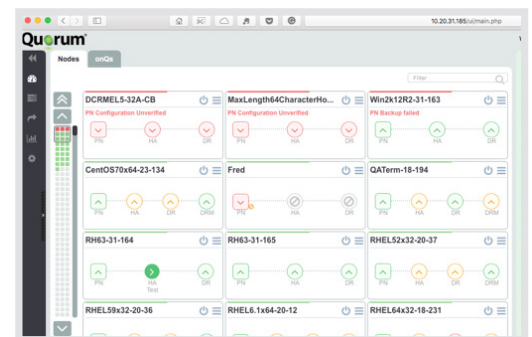 10.20.31.185/ui/main.php
Quorum
Nodes onQs
Filter
DCRMEL5-32A-CB MaxLength64CharacterHo... Win2k12R2-31-163
PN Configuration Unverified PN Configuration Unverified PN Backup failed
PN HA DR PN HA DR PN HA DR
CentOS70x64-23-134 Fred QATerm-18-194
PN HA DR DRM PN HA DR PN HA DR DRM
RH63-31-164 RH63-31-165 RHEL52x32-20-37
PN HA DR PN HA DR PN HA DR DRM
Test
RHEL59x32-20-36 RHEL6.1x64-20-12 RHEL64x32-18-231